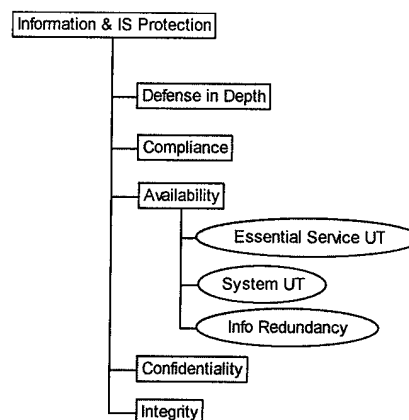 Information & IS Protection
Defense in Depth
Compliance
Availability
Essential Service UT
System UT
Info Redundancy
Confidentiality
Integrity